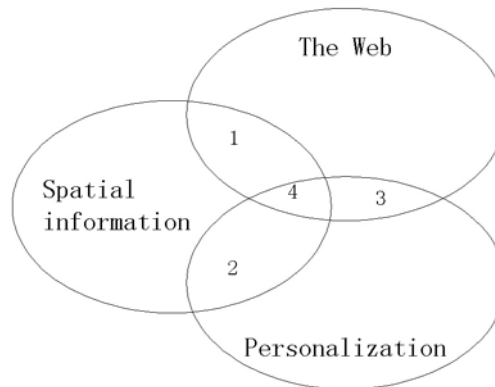 The Web
1
Spatial
information
4
3
2
Personalization